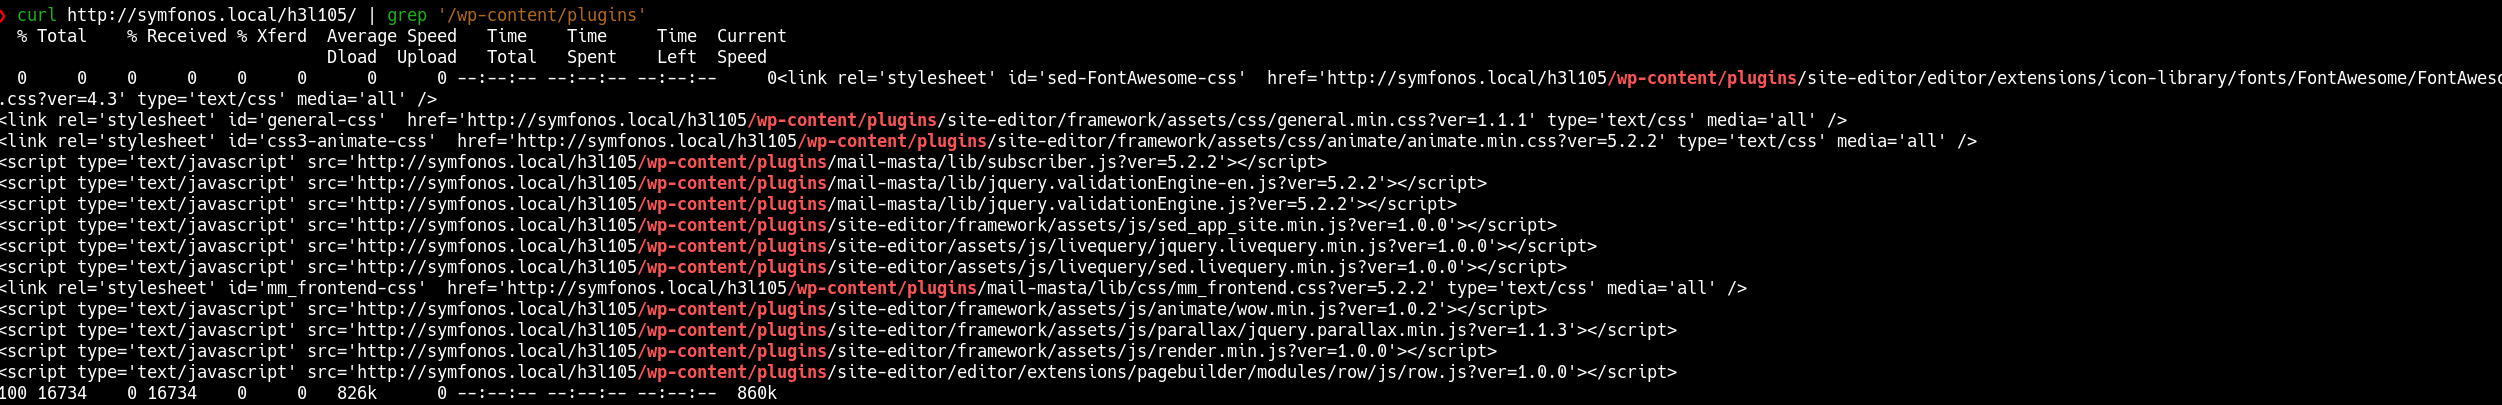 ❯ curl http://symfonos.local/h3l105/ | grep '/wp-content/plugins'
  % Total    % Received % Xferd  Average Speed   Time    Time     Time  Current
                                 Dload  Upload   Total   Spent    Left  Speed
  0     0    0     0    0     0      0      0 --:--:-- --:--:-- --:--:--     0<link rel='stylesheet' id='sed-FontAwesome-css'  href='http://symfonos.local/h3l105/wp-content/plugins/site-editor/editor/extensions/icon-library/fonts/FontAwesome/FontAweso
.css?ver=4.3' type='text/css' media='all' />
<link rel='stylesheet' id='general-css'  href='http://symfonos.local/h3l105/wp-content/plugins/site-editor/framework/assets/css/general.min.css?ver=1.1.1' type='text/css' media='all' />
<link rel='stylesheet' id='css3-animate-css'  href='http://symfonos.local/h3l105/wp-content/plugins/site-editor/framework/assets/css/animate/animate.min.css?ver=5.2.2' type='text/css' media='all' />
<script type='text/javascript' src='http://symfonos.local/h3l105/wp-content/plugins/mail-masta/lib/subscriber.js?ver=5.2.2'></script>
<script type='text/javascript' src='http://symfonos.local/h3l105/wp-content/plugins/mail-masta/lib/jquery.validationEngine-en.js?ver=5.2.2'></script>
<script type='text/javascript' src='http://symfonos.local/h3l105/wp-content/plugins/mail-masta/lib/jquery.validationEngine.js?ver=5.2.2'></script>
<script type='text/javascript' src='http://symfonos.local/h3l105/wp-content/plugins/site-editor/framework/assets/js/sed_app_site.min.js?ver=1.0.0'></script>
<script type='text/javascript' src='http://symfonos.local/h3l105/wp-content/plugins/site-editor/assets/js/livequery/jquery.livequery.min.js?ver=1.0.0'></script>
<script type='text/javascript' src='http://symfonos.local/h3l105/wp-content/plugins/site-editor/assets/js/livequery/sed.livequery.min.js?ver=1.0.0'></script>
<link rel='stylesheet' id='mm_frontend-css'  href='http://symfonos.local/h3l105/wp-content/plugins/mail-masta/lib/css/mm_frontend.css?ver=5.2.2' type='text/css' media='all' />
<script type='text/javascript' src='http://symfonos.local/h3l105/wp-content/plugins/site-editor/framework/assets/js/animate/wow.min.js?ver=1.0.2'></script>
<script type='text/javascript' src='http://symfonos.local/h3l105/wp-content/plugins/site-editor/framework/assets/js/parallax/jquery.parallax.min.js?ver=1.1.3'></script>
<script type='text/javascript' src='http://symfonos.local/h3l105/wp-content/plugins/site-editor/framework/assets/js/render.min.js?ver=1.0.0'></script>
<script type='text/javascript' src='http://symfonos.local/h3l105/wp-content/plugins/site-editor/editor/extensions/pagebuilder/modules/row/js/row.js?ver=1.0.0'></script>
100 16734    0 16734    0     0   826k      0 --:--:-- --:--:-- --:--:--  860k